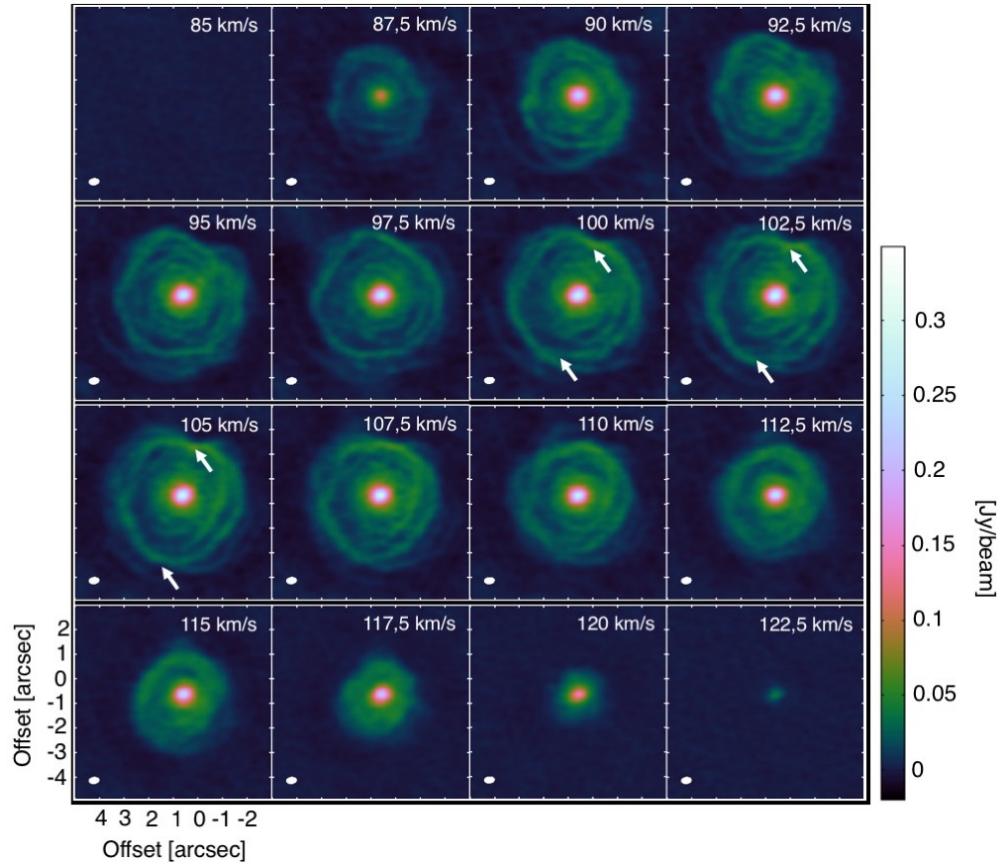 85 km/s
87,5 km/s
90 km/s
92,5 km/s
95 km/s
97,5 km/s
100 km/s
102,5 km/s
105 km/s
107,5 km/s
110 km/s
112,5 km/s
115 km/s
117,5 km/s
120 km/s
122,5 km/s
0.3
0.25
0.2
0.15
0.1
0.05
0
[Jy/beam]
2
1
0
-1
-2
-3
-4
Offset [arcsec]
4 3 2 1 0 -1 -2
Offset [arcsec]